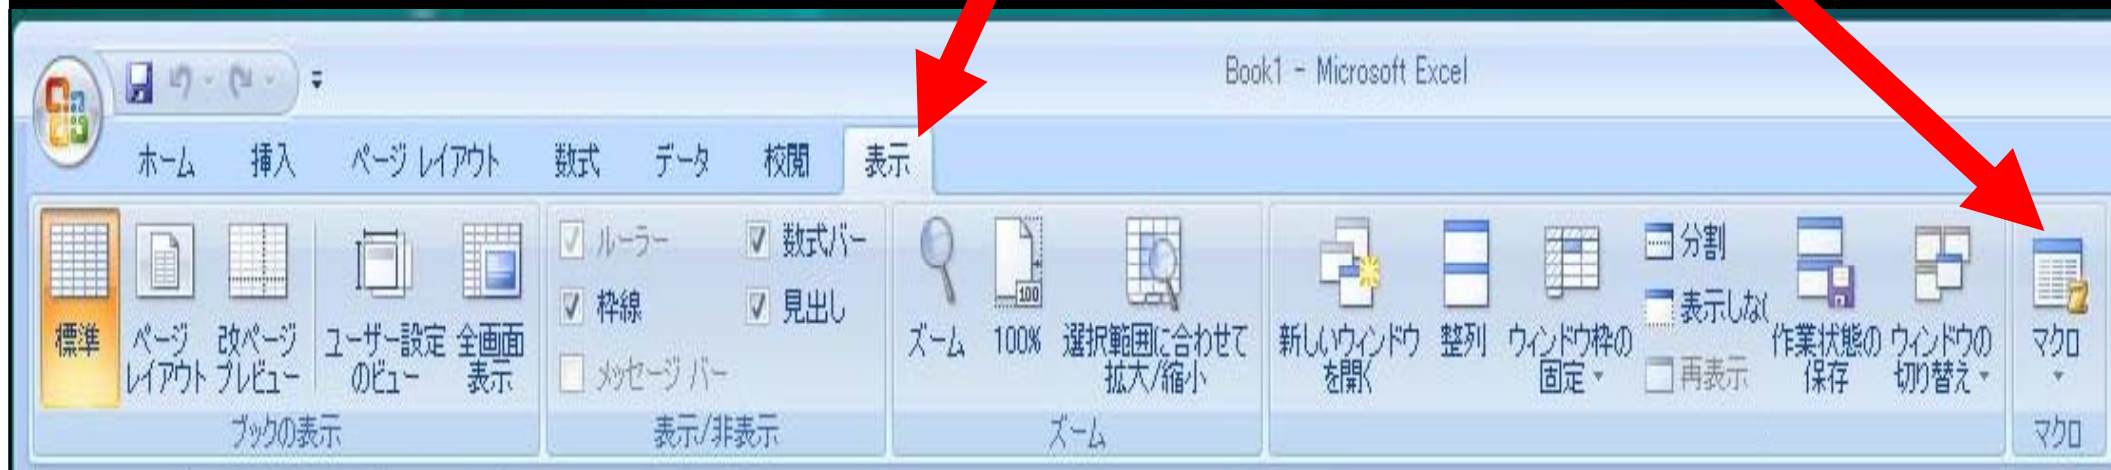 Book1 - Microsoft Excel
ホーム 挿入 ページ レイアウト 数式 データ 校閲 表示
標準
ページ
レイアウト
改ページ
プレビュー
ユーザー設定
のビュー
全画面
表示
ブックの表示
ルーラー
枠線
メッセージ バー
数式バー
見出し
表示/非表示
ズーム
100
100%
選択範囲に合わせて
拡大/縮小
ズーム
新しいウィンドウ
を開く
整列
ウィンドウ枠の
固定
分割
表示しな
再表示
作業状態の
保存
ウィンドウの
切り替え
マクロ
マクロ